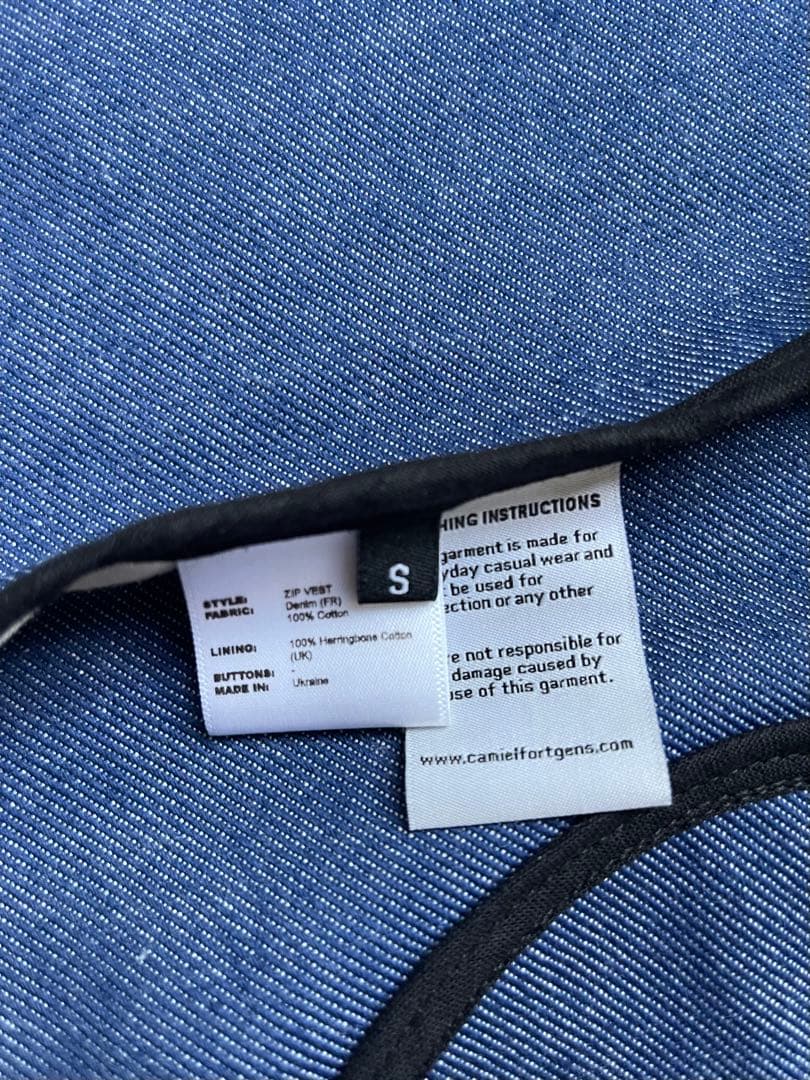 STYLE: ZIP VEST
FABRIC: Denim (FR)
100% Cotton
LINING: 100% Herringbone Cotton
(UK)
BUTTONS: -
MADE IN: Ukraine
S
HING INSTRUCTIONS
garment is made for
yday casual wear and
be used for
ction or any other
e not responsible for
damage caused by
use of this garment.
www.camielfortgens.com